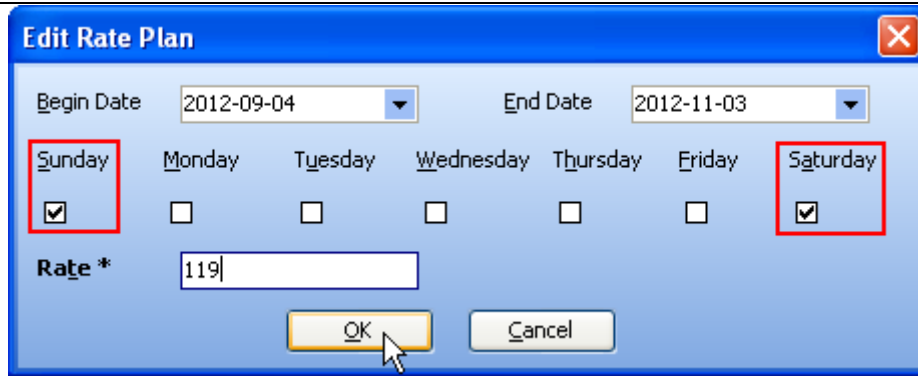 Edit Rate Plan
Begin Date 2012-09-04 End Date 2012-11-03
Sunday Monday Tuesday Wednesday Thursday Friday Saturday
Rate * 119
OK Cancel